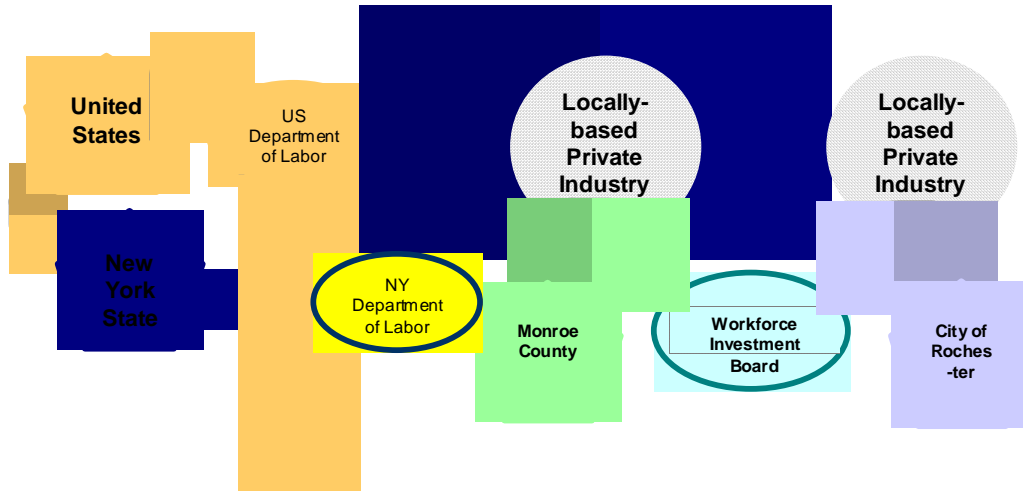 United
States
US
Department
of Labor
Locally-
based
Private
Industry
Locally-
based
Private
Industry
New
York
State
NY
Department
of Labor
Monroe
County
Workforce
Investment
Board
City of
Roches
-ter